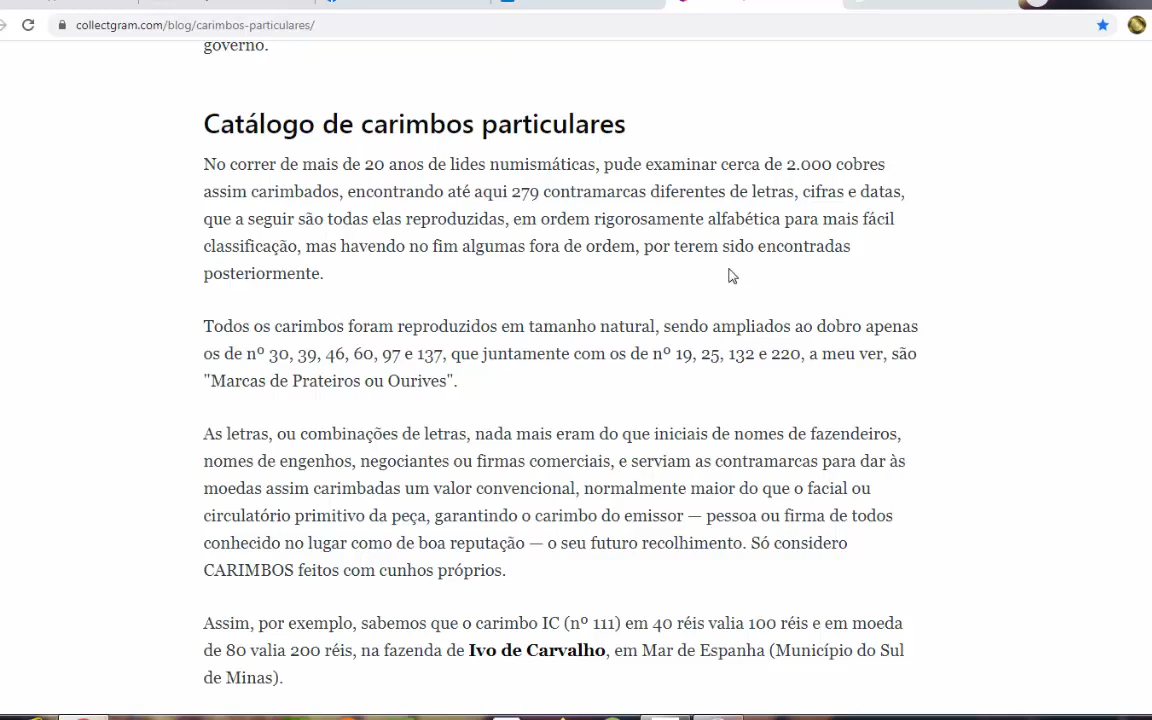 collectgram.com/blog/carimbos-particulares/
governo.
Catálogo de carimbos particulares
No correr de mais de 20 anos de lides numismáticas, pude examinar cerca de 2.000 cobres
assim carimbados, encontrando até aqui 279 contramarcas diferentes de letras, cifras e datas,
que a seguir são todas elas reproduzidas, em ordem rigorosamente alfabética para mais fácil
classificação, mas havendo no fim algumas fora de ordem, por terem sido encontradas
posteriormente.
Todos os carimbos foram reproduzidos em tamanho natural, sendo ampliados ao dobro apenas
os de nº 30, 39, 46, 60, 97 e 137, que juntamente com os de nº 19, 25, 132 e 220, a meu ver, são
"Marcas de Prateiros ou Ourives".
As letras, ou combinações de letras, nada mais eram do que iniciais de nomes de fazendeiros,
nomes de engenhos, negociantes ou firmas comerciais, e serviam as contramarcas para dar às
moedas assim carimbadas um valor convencional, normalmente maior do que o facial ou
circulatório primitivo da peça, garantindo o carimbo do emissor — pessoa ou firma de todos
conhecido no lugar como de boa reputação — o seu futuro recolhimento. Só considero
CARIMBOS feitos com cunhos próprios.
Assim, por exemplo, sabemos que o carimbo IC (nº 111) em 40 réis valia 100 réis e em moeda
de 80 valia 200 réis, na fazenda de Ivo de Carvalho, em Mar de Espanha (Município do Sul
de Minas).